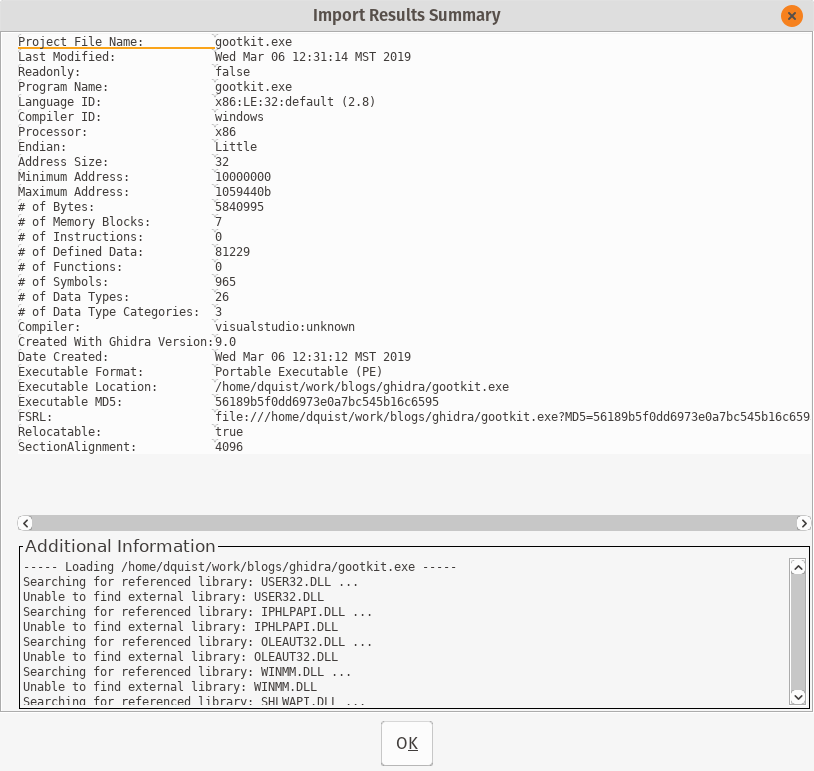 Import Results Summary
Project File Name: gootkit.exe
Last Modified: Wed Mar 06 12:31:14 MST 2019
Readonly: false
Program Name: gootkit.exe
Language ID: x86:LE:32:default (2.8)
Compiler ID: windows
Processor: x86
Endian: Little
Address Size: 32
Minimum Address: 10000000
Maximum Address: 1059440b
# of Bytes: 5840995
# of Memory Blocks: 7
# of Instructions: 0
# of Defined Data: 81229
# of Functions: 0
# of Symbols: 965
# of Data Types: 26
# of Data Type Categories: 3
Compiler: visualstudio:unknown
Created With Ghidra Version: 9.0
Date Created: Wed Mar 06 12:31:12 MST 2019
Executable Format: Portable Executable (PE)
Executable Location: /home/dquist/work/blogs/ghidra/gootkit.exe
Executable MD5: 56189b5f0dd6973e0a7bc545b16c6595
FSRL: file:///home/dquist/work/blogs/ghidra/gootkit.exe?MD5=56189b5f0dd6973e0a7bc545b16c659
Relocatable: true
SectionAlignment: 4096
Additional Information
----- Loading /home/dquist/work/blogs/ghidra/gootkit.exe -----
Searching for referenced library: USER32.DLL ...
Unable to find external library: USER32.DLL
Searching for referenced library: IPHLPAPI.DLL ...
Unable to find external library: IPHLPAPI.DLL
Searching for referenced library: OLEAUT32.DLL ...
Unable to find external library: OLEAUT32.DLL
Searching for referenced library: WINMM.DLL ...
Unable to find external library: WINMM.DLL
Searching for referenced library: SHLWAPI.DLL ...
OK